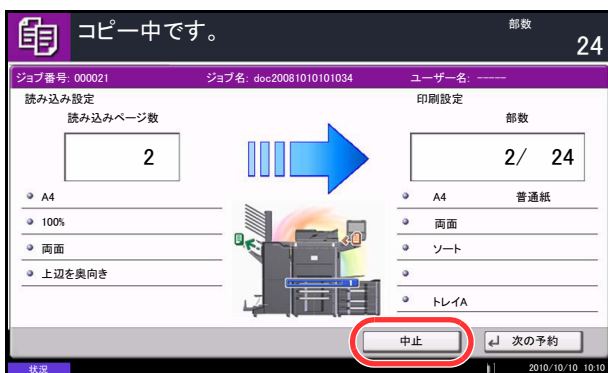 コピー中です。
部数
24
ジョブ番号: 000021 ジョブ名: doc20081010101034 ユーザー名: -----
読み込み設定
読み込みページ数
2
A4
100%
両面
上辺を奥向き
印刷設定
部数
2/ 24
A4 普通紙
両面
ソート
トレイA
中止
次の予約
状況
2010/10/10 10:10